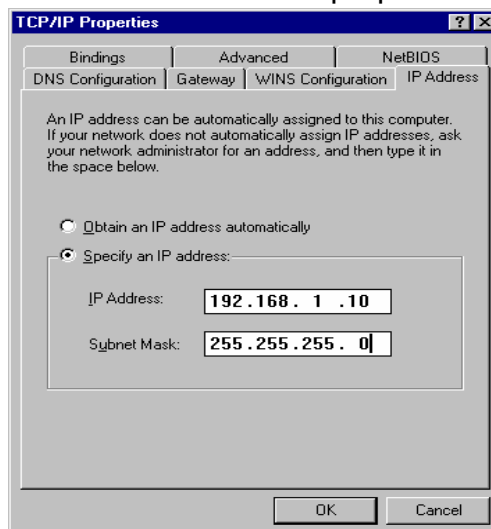 TCP/IP Properties
Bindings Advanced NetBIOS
DNS Configuration Gateway WINS Configuration IP Address
An IP address can be automatically assigned to this computer.
If your network does not automatically assign IP addresses, ask
your network administrator for an address, and then type it in
the space below.
Obtain an IP address automatically
Specify an IP address:
IP Address: 192.168. 1 .10
Subnet Mask: 255.255.255. 0
OK Cancel